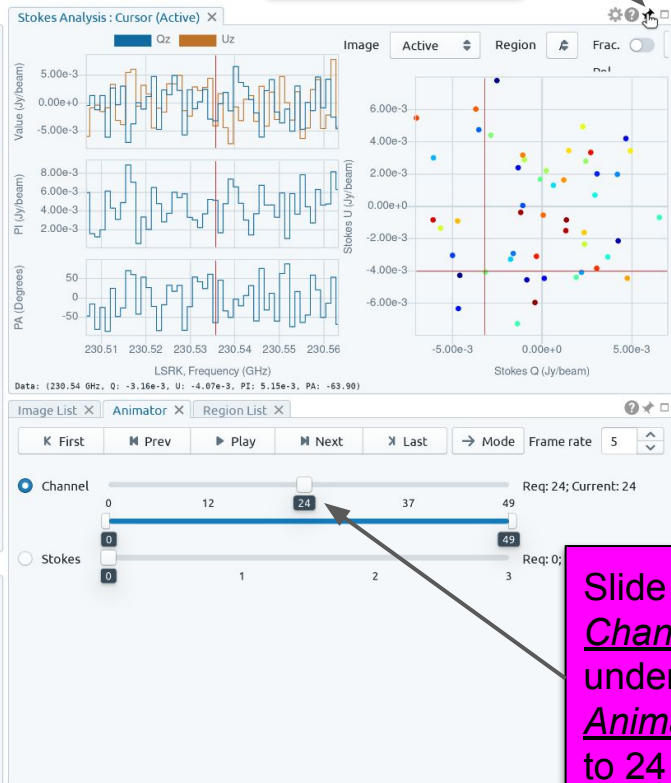 Stokes Analysis : Cursor (Active)
Qz Uz
Image Active Region Frac.
Value (Jy/beam)
5.00e-3
0.00e+0
-5.00e-3
PI (Jy/beam)
8.00e-3
6.00e-3
4.00e-3
2.00e-3
PA (Degrees)
50
0
-50
230.51 230.52 230.53 230.54 230.55 230.56
LSRK, Frequency (GHz)
Stokes U (Jy/beam)
6.00e-3
4.00e-3
2.00e-3
0.00e+0
-2.00e-3
-4.00e-3
-6.00e-3
-5.00e-3 0.00e+0 5.00e-3
Stokes Q (Jy/beam)
Data: (230.54 GHz, Q: -3.16e-3, U: -4.07e-3, PI: 5.15e-3, PA: -63.90)
Image List Animator Region List
First Prev Play Next Last Mode Frame rate 5
Channel Req: 24; Current: 24
0 12 24 37 49
0 49
Stokes Req: 0;
0 1 2 3
Slide
Chan
under
Anima
to 24